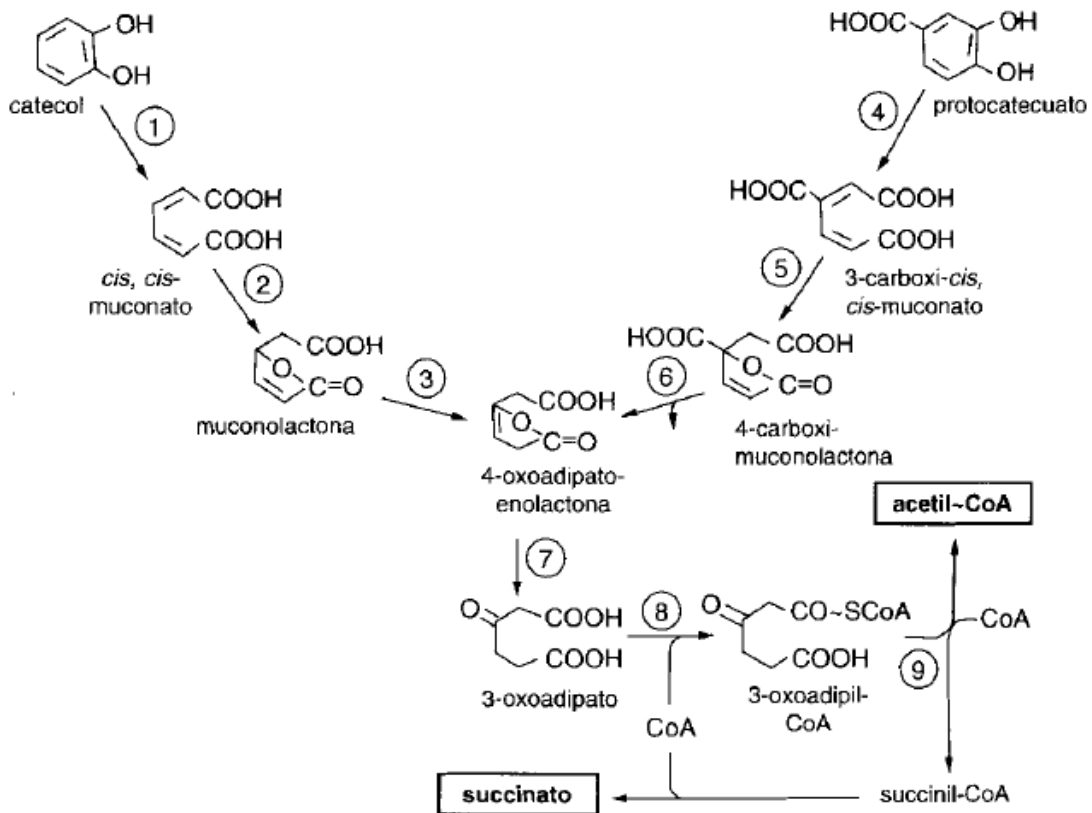 OH
OH
catecol
HOOC
OH
OH
protocatecuato
1
4
COOH
COOH
cis, cis-
muconato
HOOC
COOH
COOH
3-carboxi-cis,
cis-muconato
2
5
COOH
O
C=O
muconolactona
3
COOH
O
C=O
4-oxoadipato-
enolactona
6
HOOC
COOH
O
C=O
4-carboxi-
muconolactona
acetil~CoA
7
O
COOH
COOH
3-oxoadipato
8
O
CO~SCoA
COOH
3-oxoadipil-
CoA
CoA
9
CoA
succinato
succinil-CoA